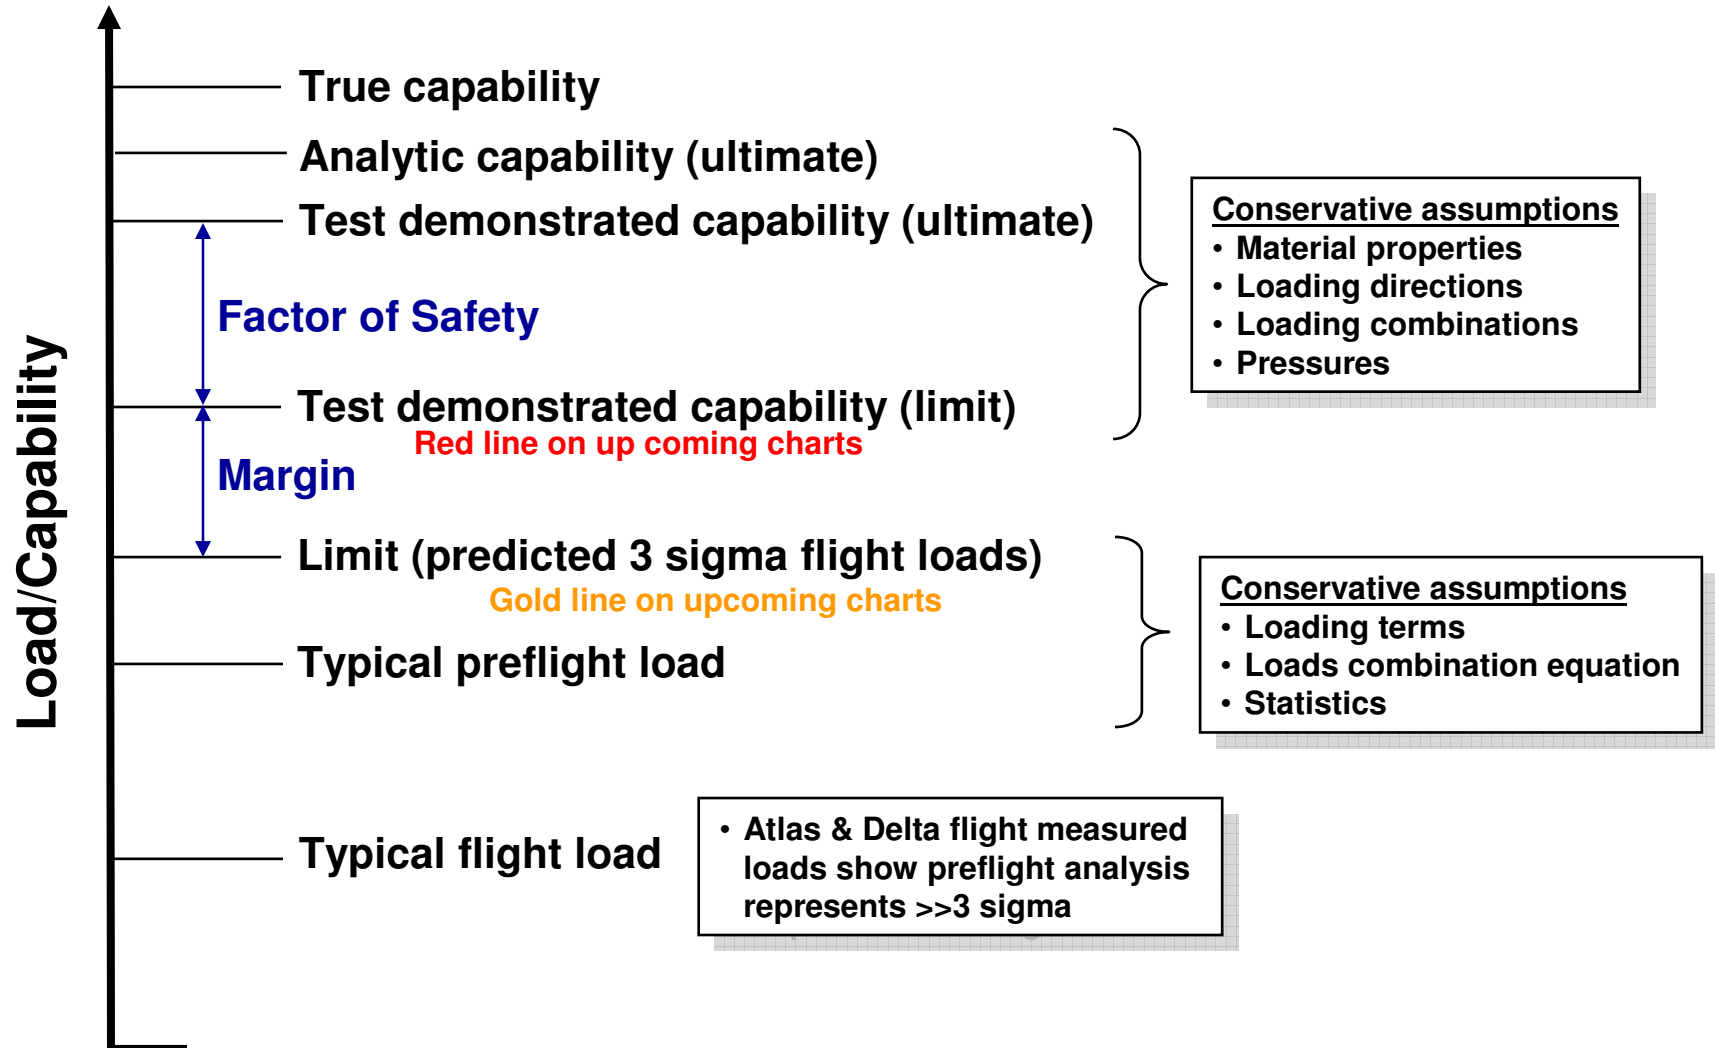 Load/Capability
True capability
Analytic capability (ultimate)
Test demonstrated capability (ultimate)
Factor of Safety
Test demonstrated capability (limit)
Red line on up coming charts
Margin
Limit (predicted 3 sigma flight loads)
Gold line on upcoming charts
Typical preflight load
Typical flight load
Conservative assumptions
• Material properties
• Loading directions
• Loading combinations
• Pressures
Conservative assumptions
• Loading terms
• Loads combination equation
• Statistics
• Atlas & Delta flight measured
loads show preflight analysis
represents >>3 sigma